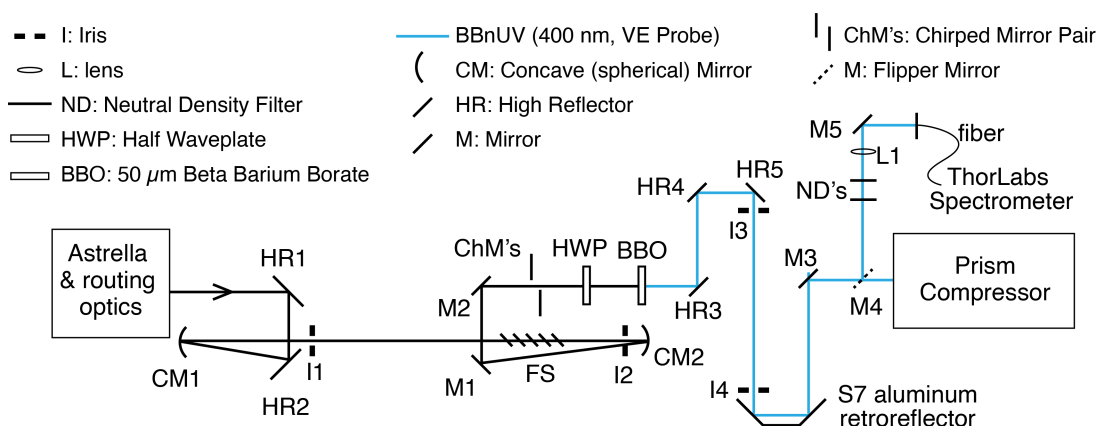 I: Iris
L: lens
ND: Neutral Density Filter
HWP: Half Waveplate
BBO: 50 µm Beta Barium Borate
BBnUV (400 nm, VE Probe)
CM: Concave (spherical) Mirror
HR: High Reflector
M: Mirror
ChM's: Chirped Mirror Pair
M: Flipper Mirror
Astrella
& routing
optics
HR1
CM1
HR2
I1
M1
M2
ChM's
HWP
BBO
FS
I2
CM2
HR3
HR4
HR5
I3
I4
S7 aluminum
retroreflector
M3
M4
Prism
Compressor
ND's
L1
M5
fiber
ThorLabs
Spectrometer